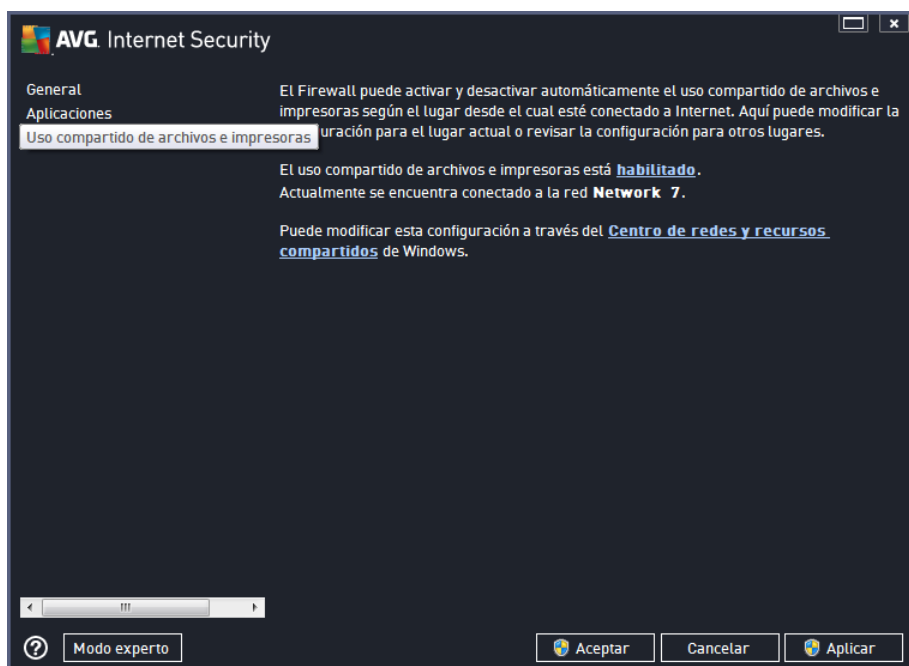 AVG. Internet Security
General
Aplicaciones
Uso compartido de archivos e impresoras
El Firewall puede activar y desactivar automáticamente el uso compartido de archivos e
impresoras según el lugar desde el cual esté conectado a Internet. Aquí puede modificar la
uración para el lugar actual o revisar la configuración para otros lugares.
El uso compartido de archivos e impresoras está habilitado.
Actualmente se encuentra conectado a la red Network 7.
Puede modificar esta configuración a través del Centro de redes y recursos
compartidos de Windows.
Modo experto
Aceptar
Cancelar
Aplicar